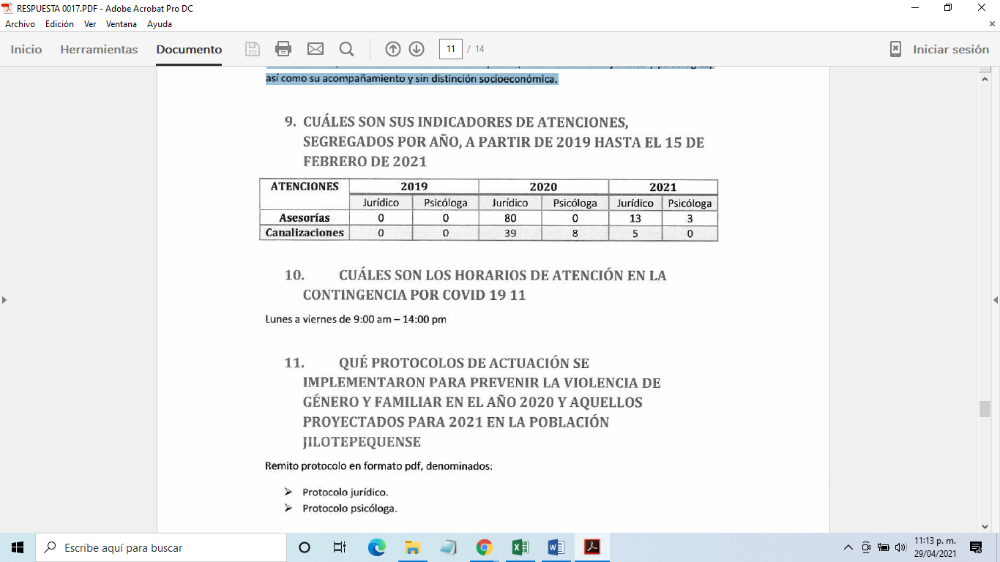 RESPUESTA 0017.PDF - Adobe Acrobat Pro DC
Archivo Edición Ver Ventana Ayuda
Inicio Herramientas Documento 11 / 14 Iniciar sesión
así como su acompañamiento y sin distinción socioeconómica.
9. CUÁLES SON SUS INDICADORES DE ATENCIONES,
SEGREGADOS POR AÑO, A PARTIR DE 2019 HASTA EL 15 DE
FEBRERO DE 2021
ATENCIONES 2019 2020 2021
Jurídico Psicóloga Jurídico Psicóloga Jurídico Psicóloga
Asesorías 0 0 80 0 13 3
Canalizaciones 0 0 39 8 5 0
10. CUÁLES SON LOS HORARIOS DE ATENCIÓN EN LA
CONTINGENCIA POR COVID 19 11
Lunes a viernes de 9:00 am – 14:00 pm
11. QUÉ PROTOCOLOS DE ACTUACIÓN SE
IMPLEMENTARON PARA PREVENIR LA VIOLENCIA DE
GÉNERO Y FAMILIAR EN EL AÑO 2020 Y AQUELLOS
PROYECTADOS PARA 2021 EN LA POBLACIÓN
JILOTEPEQUENSE
Remito protocolo en formato pdf, denominados:
➢ Protocolo jurídico.
➢ Protocolo psicóloga.
Escribe aquí para buscar
11:13 p. m.
29/04/2021